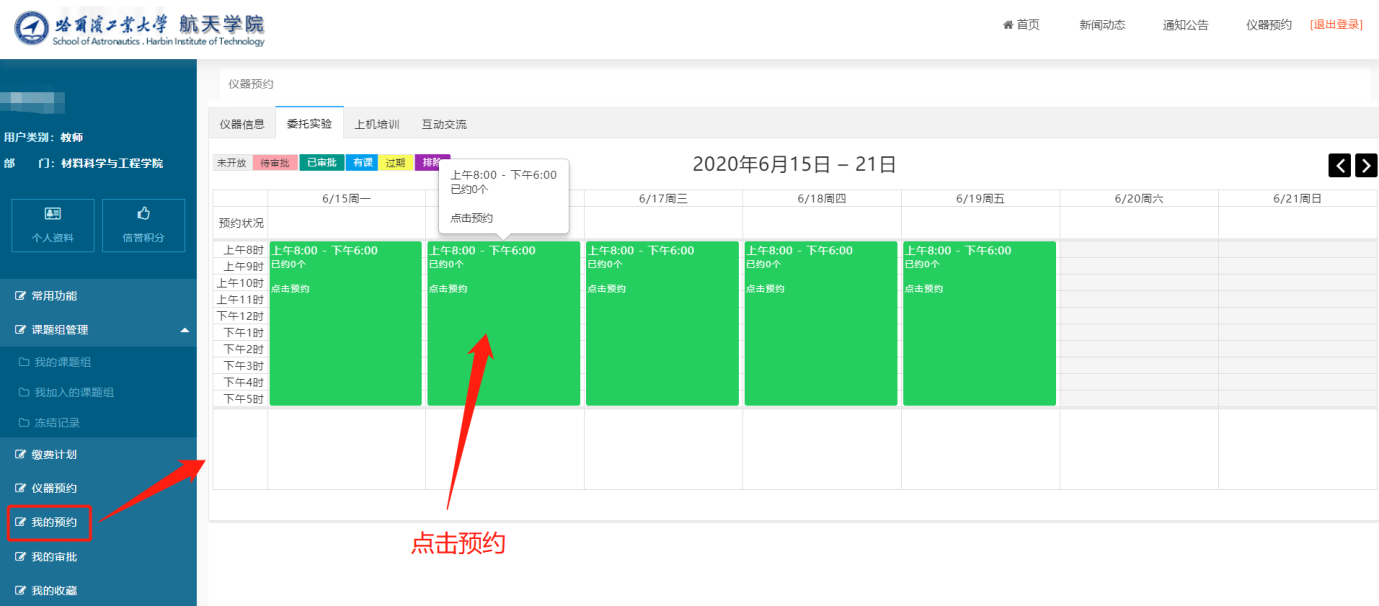 哈尔滨工业大学 航天学院
School of Astronautics . Harbin Institute of Technology
首页 新闻动态 通知公告 仪器预约 [退出登录]
用户类别：教师
部 门：材料科学与工程学院
个人资料 信誉积分
常用功能
课题组管理
我的课题组
我加入的课题组
冻结记录
缴费计划
仪器预约
我的预约
我的审批
我的收藏
仪器预约
仪器信息 委托实验 上机培训 互动交流
未开放 待审批 已审批 有课 过期 排除
2020年6月15日 – 21日
上午8:00 - 下午6:00
已约0个
点击预约
6/15周一 6/17周三 6/18周四 6/19周五 6/20周六 6/21周日
预约状况
上午8时
上午9时
上午10时
上午11时
下午12时
下午1时
下午2时
下午3时
下午4时
下午5时
上午8:00 - 下午6:00
已约0个
点击预约
上午8:00 - 下午6:00
已约0个
点击预约
上午8:00 - 下午6:00
已约0个
点击预约
上午8:00 - 下午6:00
已约0个
点击预约
上午8:00 - 下午6:00
已约0个
点击预约
点击预约